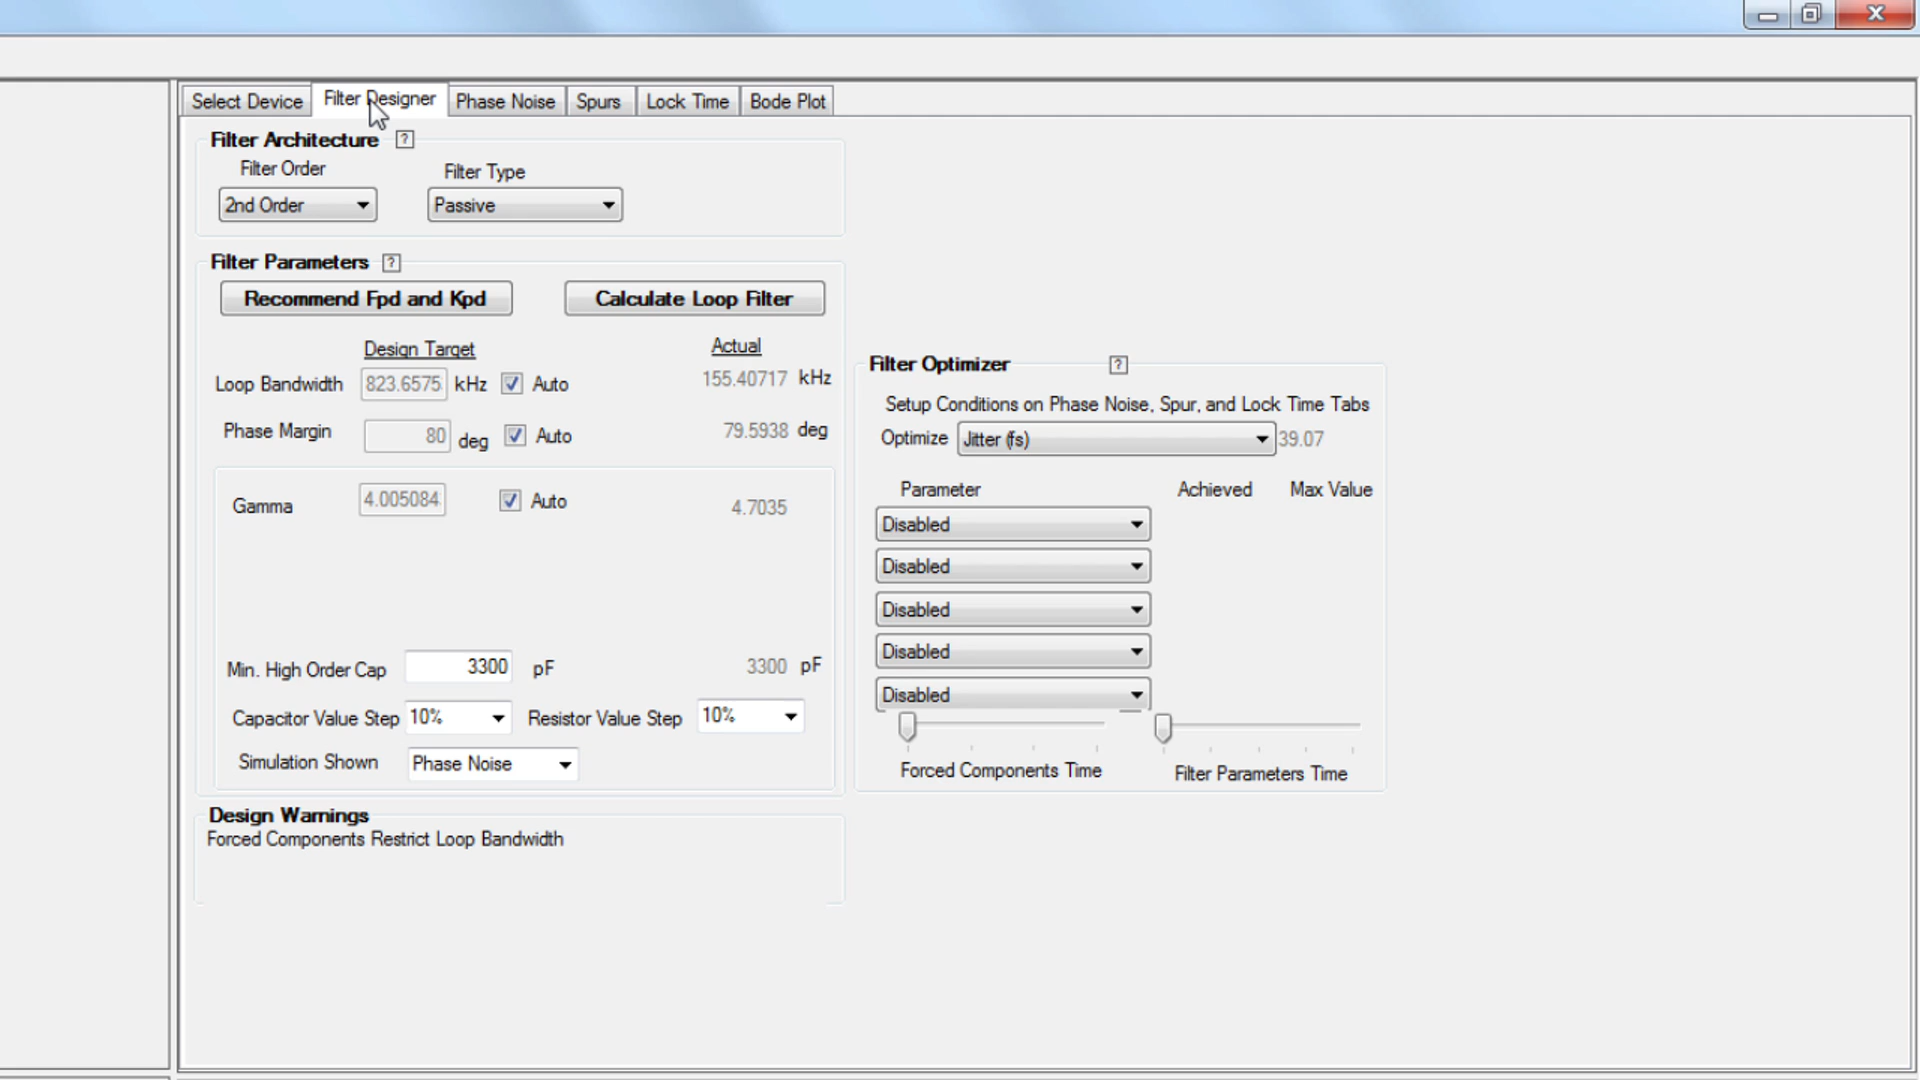 Select Device Filter Designer Phase Noise Spurs Lock Time Bode Plot
Filter Architecture ?
Filter Order Filter Type
2nd Order Passive
Filter Parameters ?
Recommend Fpd and Kpd Calculate Loop Filter
Design Target Actual
Loop Bandwidth 823.6575 kHz Auto 155.40717 kHz
Phase Margin 80 deg Auto 79.5938 deg
Gamma 4.005084 Auto 4.7035
Min. High Order Cap 3300 pF 3300 pF
Capacitor Value Step 10% Resistor Value Step 10%
Simulation Shown Phase Noise
Design Warnings
Forced Components Restrict Loop Bandwidth
Filter Optimizer ?
Setup Conditions on Phase Noise, Spur, and Lock Time Tabs
Optimize Jitter (fs) 39.07
Parameter Achieved Max Value
Disabled
Disabled
Disabled
Disabled
Disabled
Forced Components Time Filter Parameters Time